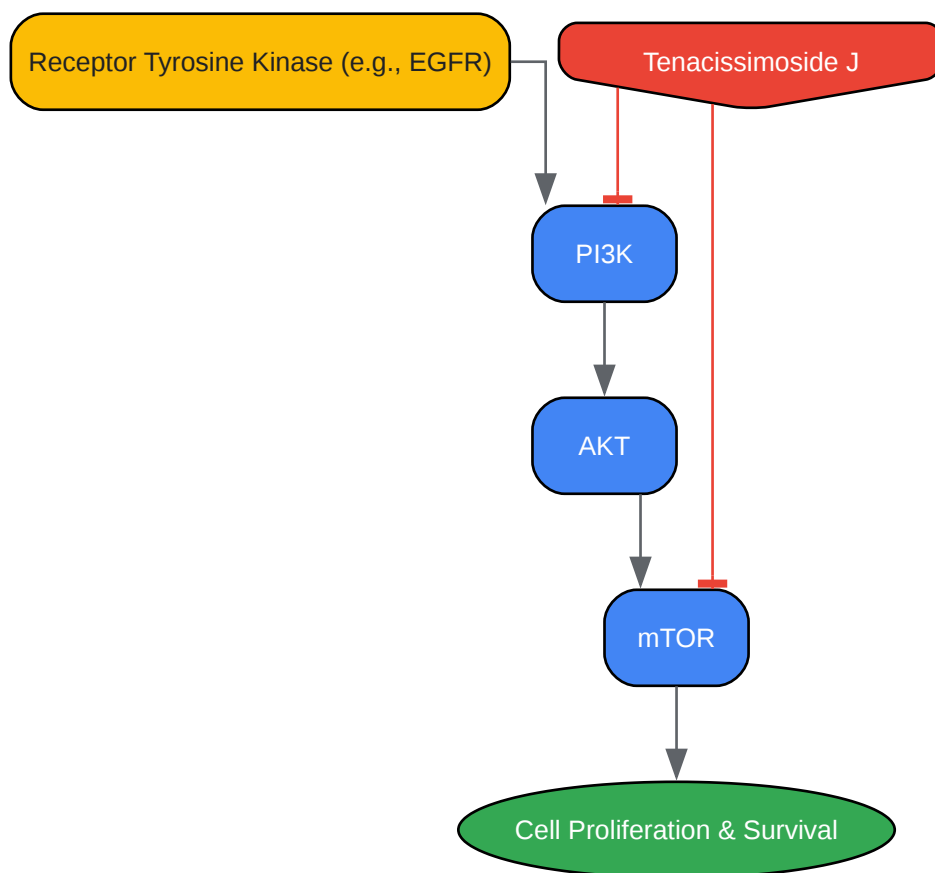 Receptor Tyrosine Kinase (e.g., EGFR)
Tenacissimoside J
PI3K
AKT
mTOR
Cell Proliferation & Survival